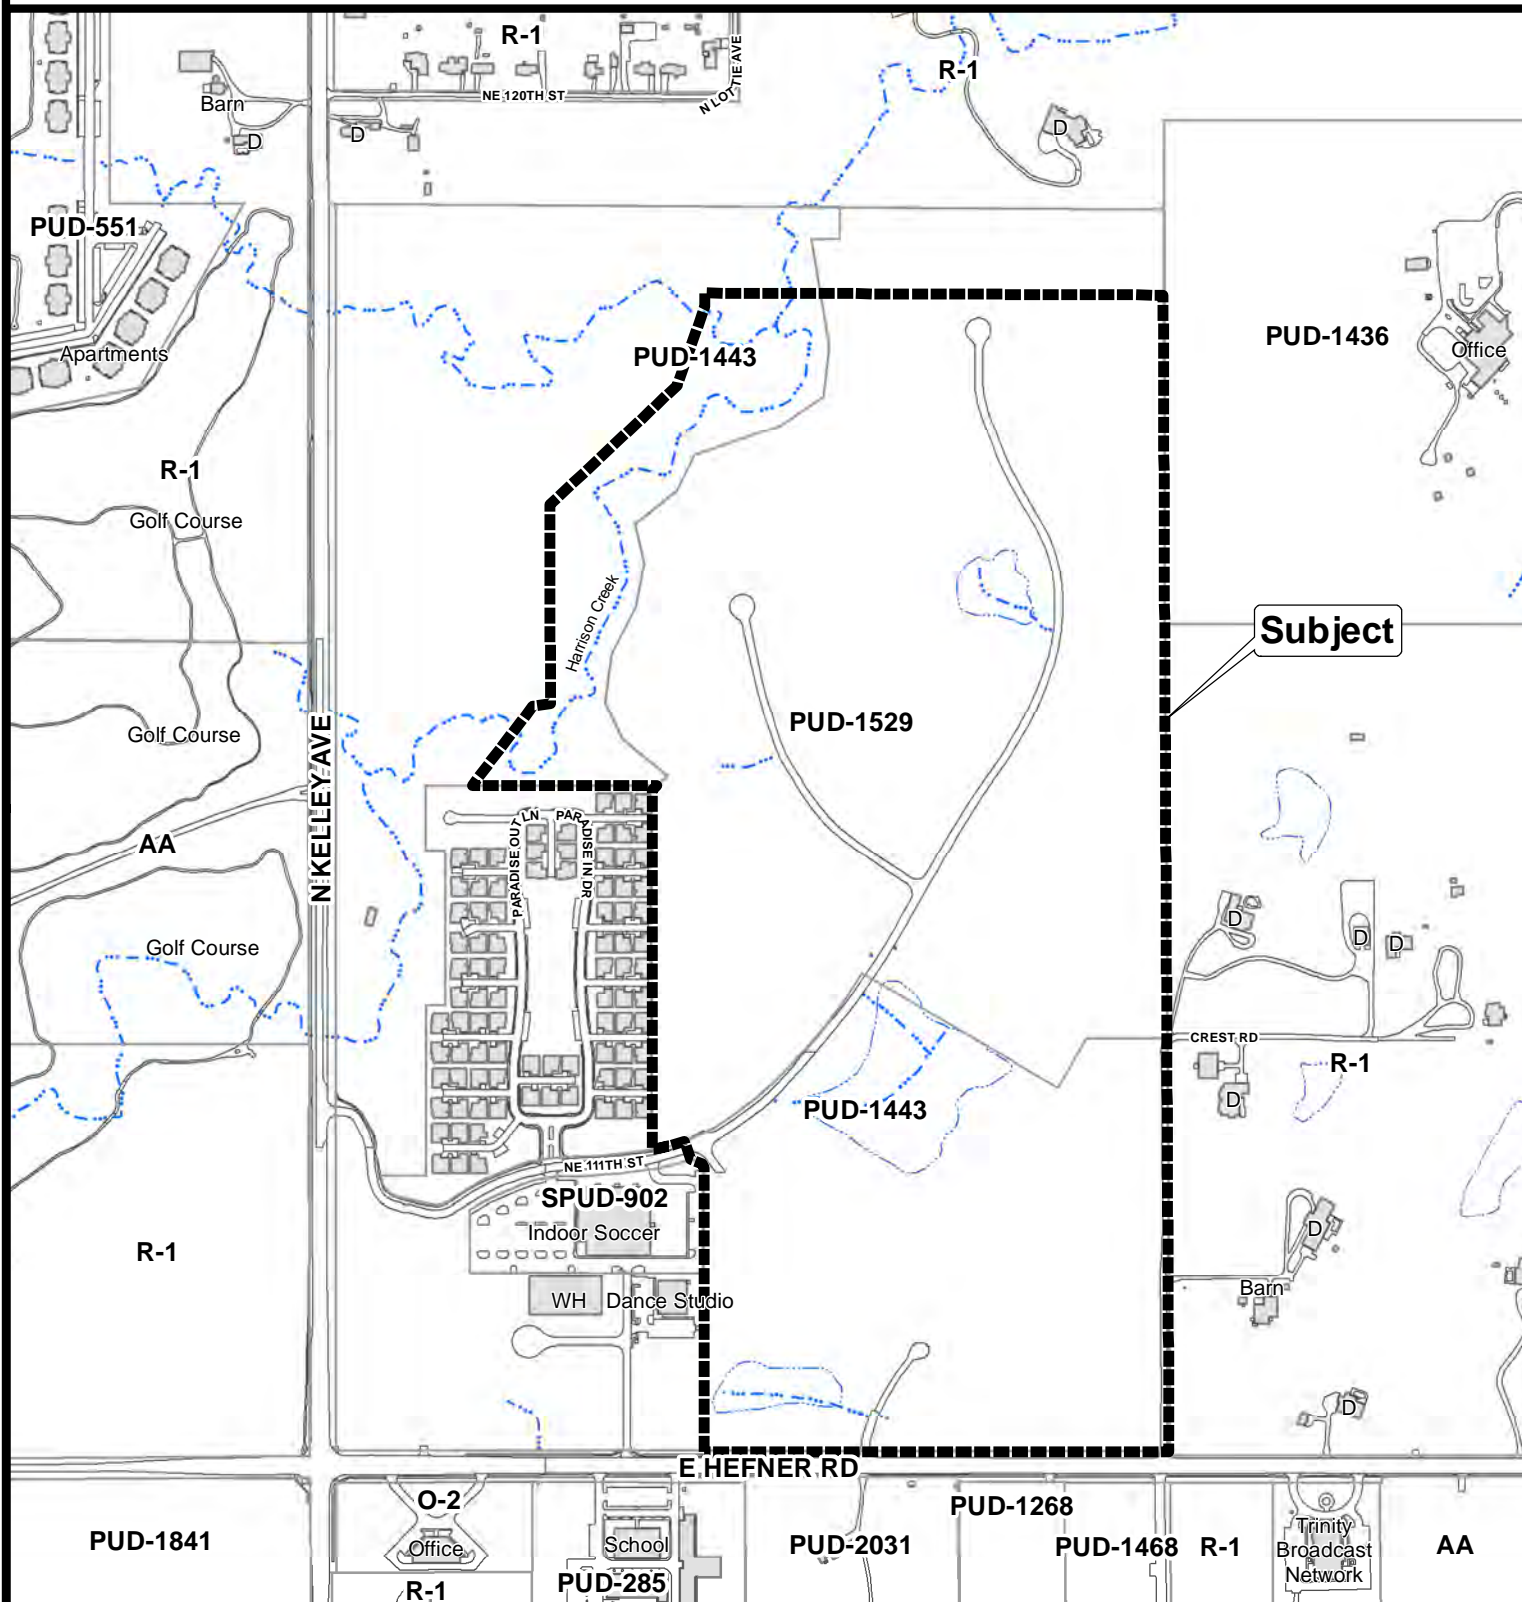 R-1
NE 120TH ST
N LOTTIE AVE
R-1
Barn
D
D
D
PUD-551
Apartments
PUD-1443
PUD-1436
Office
R-1
Golf Course
Harrison Creek
Subject
Golf Course
PUD-1529
N KELLEY AVE
AA
PARADISE OUT LN
PARADISE IN DR
Golf Course
D
D
D
CREST RD
R-1
D
PUD-1443
NE 111TH ST
SPUD-902
Indoor Soccer
R-1
D
Barn
WH
Dance Studio
D
E HEFNER RD
O-2
PUD-1268
PUD-1841
Office
School
PUD-2031
PUD-1468
R-1
Trinity
Broadcast
Network
AA
R-1
PUD-285